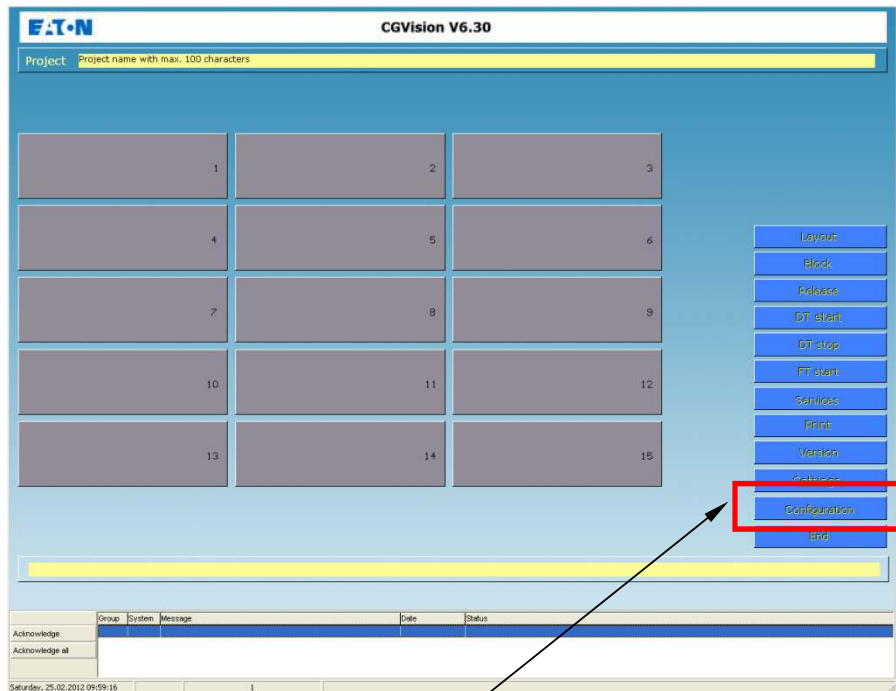 EATON
CGVision V6.30
Project Project name with max. 100 characters
1 2 3
4 5 6
7 8 9
10 11 12
13 14 15
Layout
Block
Release
DT start
DT stop
FT start
Services
Print
Version
Settings
Configuration
End
Group System Message Date Status
Acknowledge
Acknowledge all
Saturday, 25.02.2012 09:59:16 1